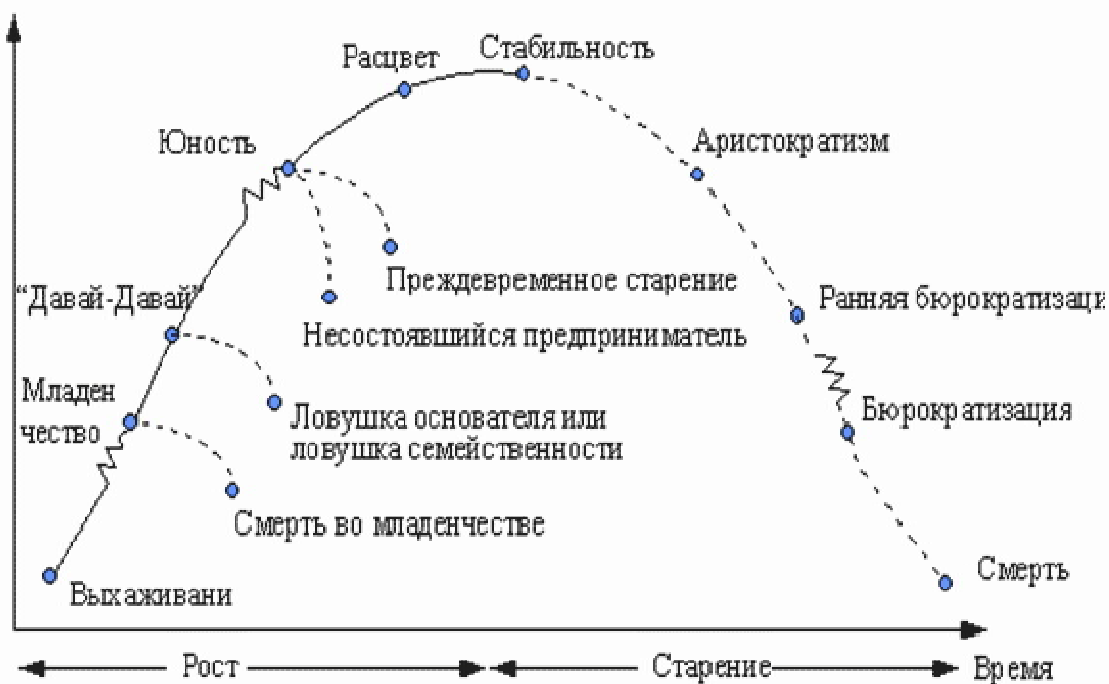 Стабильность
Расцвет
Юность
Аристократизм
Преждевременное старение
“Давай-Давай”
Ранняя бюрократизаци
Несостоявшийся предприниматель
Младен
чество
Ловушка основателя или
ловушка семейственности
Бюрократизация
Смерть во младенчестве
Смерть
Выхаживани
Рост
Старение
Время